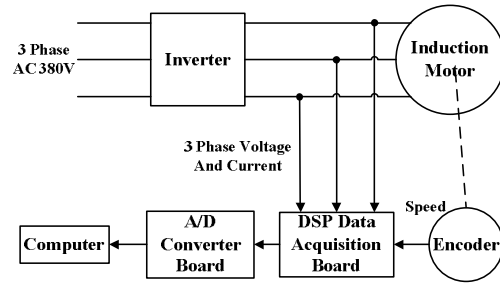 3 Phase
AC 380V
Inverter
Induction
Motor
3 Phase Voltage
And Current
Speed
Computer
A/D
Converter
Board
DSP Data
Acquisition
Board
Encoder